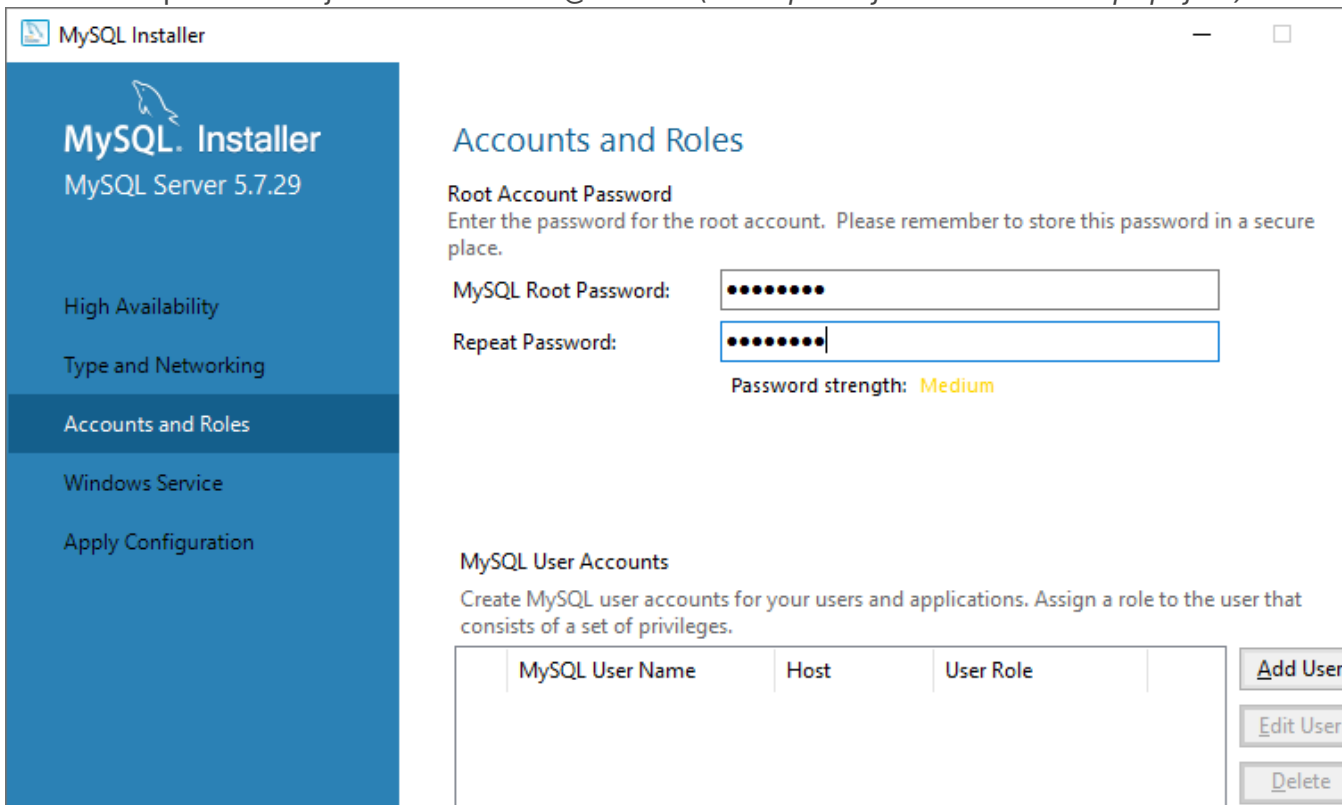 MySQL Installer
MySQL. Installer
MySQL Server 5.7.29
High Availability
Type and Networking
Accounts and Roles
Windows Service
Apply Configuration
Accounts and Roles
Root Account Password
Enter the password for the root account. Please remember to store this password in a secure
place.
MySQL Root Password: ●●●●●●●●
Repeat Password: ●●●●●●●●
Password strength: Medium
MySQL User Accounts
Create MySQL user accounts for your users and applications. Assign a role to the user that
consists of a set of privileges.
MySQL User Name Host User Role
Add User
Edit User
Delete